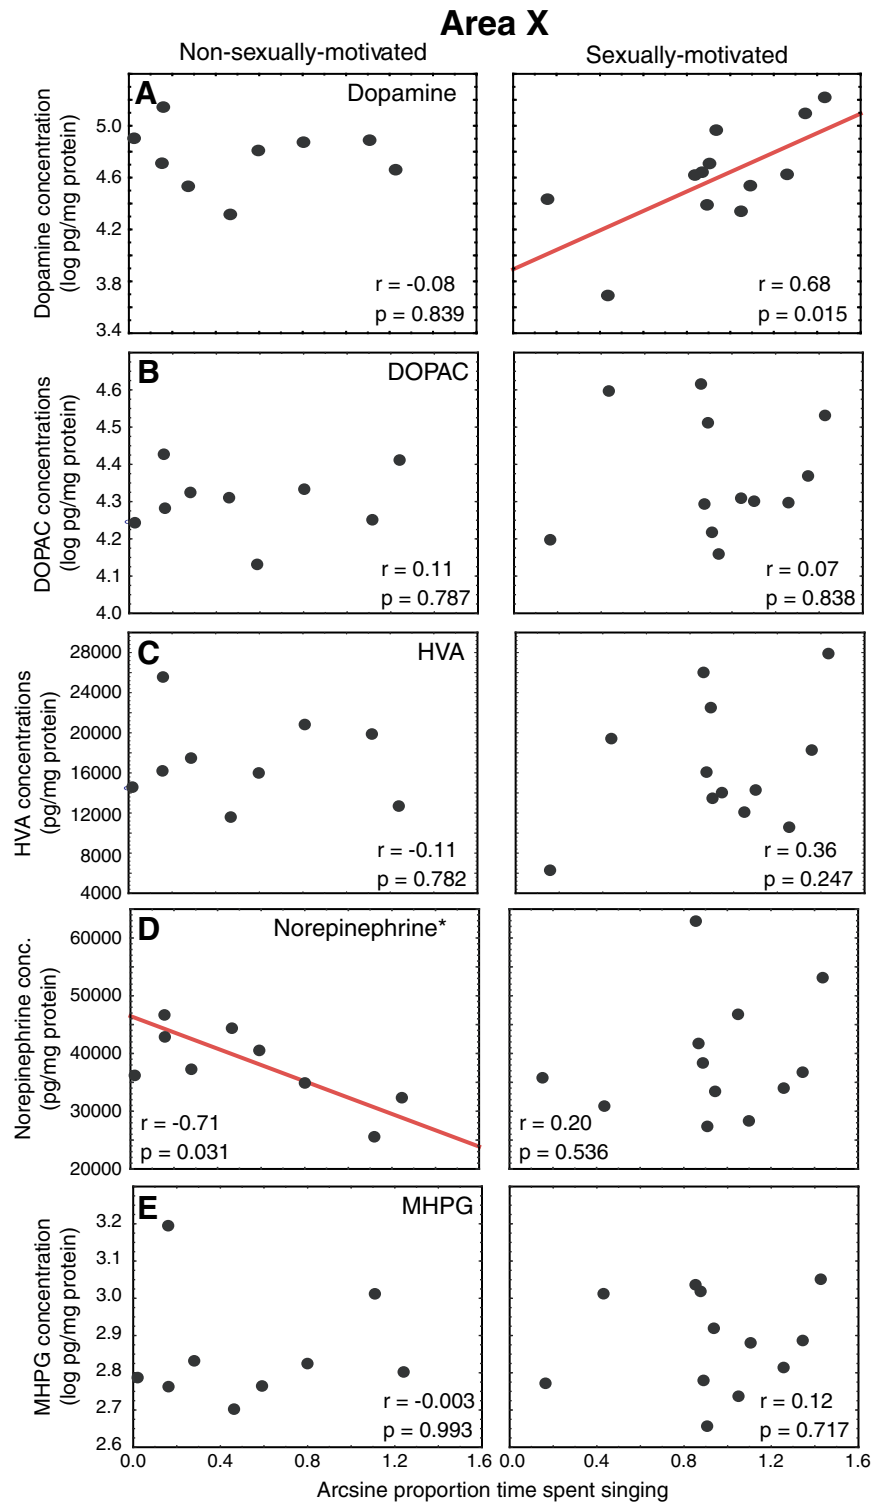 Area X
Non-sexually-motivated
Sexually-motivated
A
Dopamine
Dopamine concentration
(log pg/mg protein)
5.0
4.6
4.2
3.8
3.4
r = -0.08
p = 0.839
r = 0.68
p = 0.015
B
DOPAC
DOPAC concentrations
(log pg/mg protein)
4.6
4.5
4.4
4.3
4.2
4.1
4.0
r = 0.11
p = 0.787
r = 0.07
p = 0.838
C
HVA
HVA concentrations
(pg/mg protein)
28000
24000
20000
16000
12000
8000
4000
r = -0.11
p = 0.782
r = 0.36
p = 0.247
D
Norepinephrine*
Norepinephrine conc.
(pg/mg protein)
60000
50000
40000
30000
20000
r = -0.71
p = 0.031
r = 0.20
p = 0.536
E
MHPG
MHPG concentration
(log pg/mg protein)
3.2
3.1
3.0
2.9
2.8
2.7
2.6
r = -0.003
p = 0.993
r = 0.12
p = 0.717
0.0 0.4 0.8 1.2 1.6 0.0 0.4 0.8 1.2 1.6
Arcsine proportion time spent singing